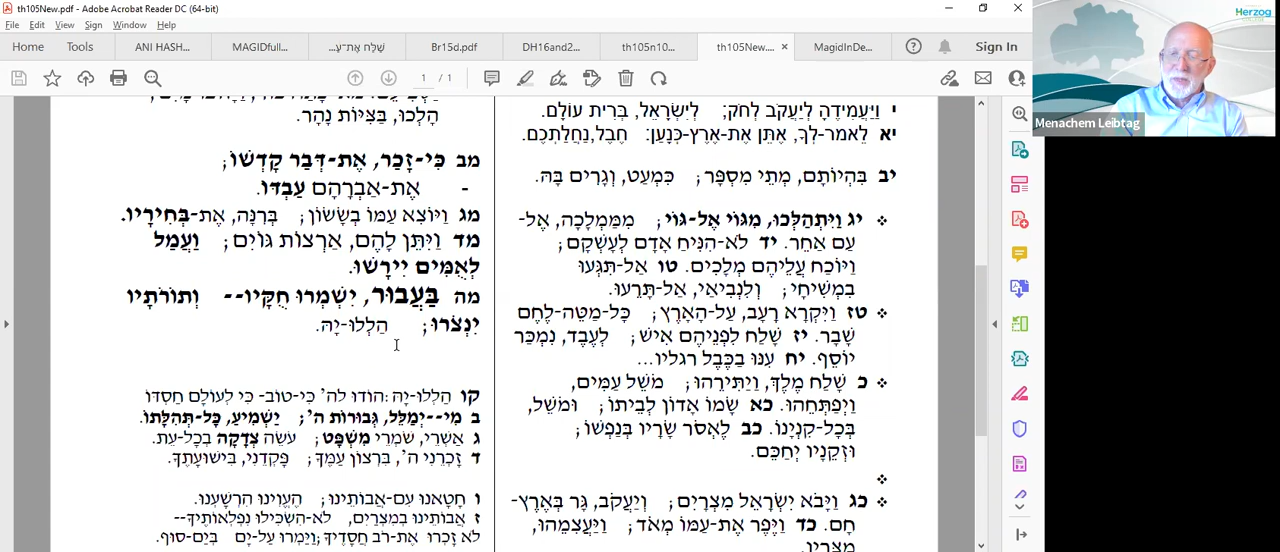 th105New.pdf - Adobe Acrobat Reader DC (64-bit)
File Edit View Sign Window Help
Home Tools ANI HASH... MAGIDfull... שְׁלַח אֶת־עַ... Br15d.pdf DH16and2... th105n10... th105New.... × MagidInDe... Sign In
1 / 1
Herzog
Menachem Leibtag
י וַיַּעֲמִידֶהָ לְיַעֲקֹב לְחֹק; לְיִשְׂרָאֵל, בְּרִית עוֹלָם.
יא לֵאמֹר-לְךָ, אֶתֵּן אֶת-אֶרֶץ-כְּנָעַן: חֶבֶל,נַחֲלַתְכֶם.
יב בִּהְיוֹתָם, מְתֵי מִסְפָּר; כִּמְעַט, וְגָרִים בָּהּ.
❖ יג וַיִּתְהַלְּכוּ, מִגּוֹי אֶל-גּוֹי; מִמַּמְלָכָה, אֶל-
עַם אַחֵר. יד לֹא-הִנִּיחַ אָדָם לְעָשְׁקָם;
וַיּוֹכַח עֲלֵיהֶם מְלָכִים. טו אַל-תִּגְּעוּ
בִמְשִׁיחָי; וְלִנְבִיאַי, אַל-תָּרֵעוּ.
❖ טז וַיִּקְרָא רָעָב, עַל-הָאָרֶץ; כָּל-מַטֵּה-לֶחֶם
שָׁבָר. יז שָׁלַח לִפְנֵיהֶם אִישׁ; לְעֶבֶד, נִמְכַּר
יוֹסֵף. יח עִנּוּ בַכֶּבֶל רגליו...
❖ כ שָׁלַח מֶלֶךְ, וַיַּתִּירֵהוּ; מֹשֵׁל עַמִּים,
וַיְפַתְּחֵהוּ. כא שָׂמוֹ אָדוֹן לְבֵיתוֹ; וּמֹשֵׁל,
בְּכָל-קִנְיָנוֹ. כב לֶאְסֹר שָׂרָיו בְּנַפְשׁוֹ;
וּזְקֵנָיו יְחַכֵּם.
❖
❖ כג וַיָּבֹא יִשְׂרָאֵל מִצְרָיִם; וְיַעֲקֹב, גָּר בְּאֶרֶץ-
חָם. כד וַיֶּפֶר אֶת-עַמּוֹ מְאֹד; וַיַּעֲצִמֵהוּ,
מִצָּרָיו.
הָלְכוּ, בַּצִּיּוֹת נָהָר.
מב כִּי-זָכַר, אֶת-דְּבַר קָדְשׁוֹ;
- אֶת-אַבְרָהָם עַבְדּוֹ.
מג וַיּוֹצִא עַמּוֹ בְשָׂשׂוֹן; בְּרִנָּה, אֶת-בְּחִירָיו.
מד וַיִּתֵּן לָהֶם, אַרְצוֹת גּוֹיִם; וַעֲמַל
לְאֻמִּים יִירָשׁוּ.
מה בַּעֲבוּר, יִשְׁמְרוּ חֻקָּיו-- וְתוֹרֹתָיו
יִנְצֹרוּ; הַלְלוּ-יָהּ.
קו הַלְלוּיָהּ :הוֹדוּ לה' כִּי-טוֹב- כִּי לְעוֹלָם חַסְדּוֹ
ב מִי--יְמַלֵּל, גְּבוּרוֹת ה'; יַשְׁמִיעַ, כָּל-תְּהִלָּתוֹ.
ג אַשְׁרֵי, שֹׁמְרֵי מִשְׁפָּט; עֹשֵׂה צְדָקָה בְכָל-עֵת.
ד זָכְרֵנִי ה', בִּרְצוֹן עַמֶּךָ; פָּקְדֵנִי, בִּישׁוּעָתֶךָ.
ו חָטָאנוּ עִם-אֲבוֹתֵינוּ; הֶעֱוִינוּ הִרְשָׁעְנוּ.
ז אֲבוֹתֵינוּ בְמִצְרַיִם, לֹא-הִשְׂכִּילוּ נִפְלְאוֹתֶיךָ--
לֹא זָכְרוּ אֶת-רֹב חֲסָדֶיךָ;וַיַּמְרוּ עַל-יָם בְּיַם-סוּף.